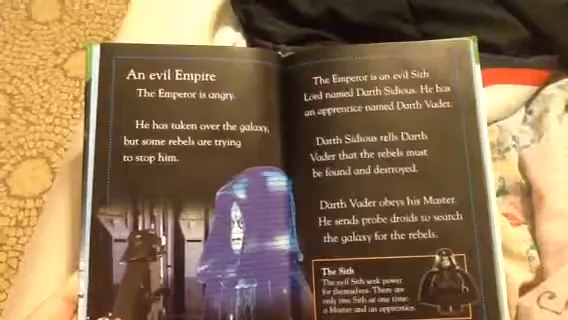 An evil Empire
The Emperor is angry.
He has taken over the galaxy,
but some rebels are trying
to stop him.
The Emperor is an evil Sith
Lord named Darth Sidious. He has
an apprentice named Darth Vader.
Darth Sidious tells Darth
Vader that the rebels must
be found and destroyed.
Darth Vader obeys his Master.
He sends probe droids to search
the galaxy for the rebels.
The Sith
The evil Sith seek power
for themselves. There are
only two Sith at one time:
a Master and an apprentice.